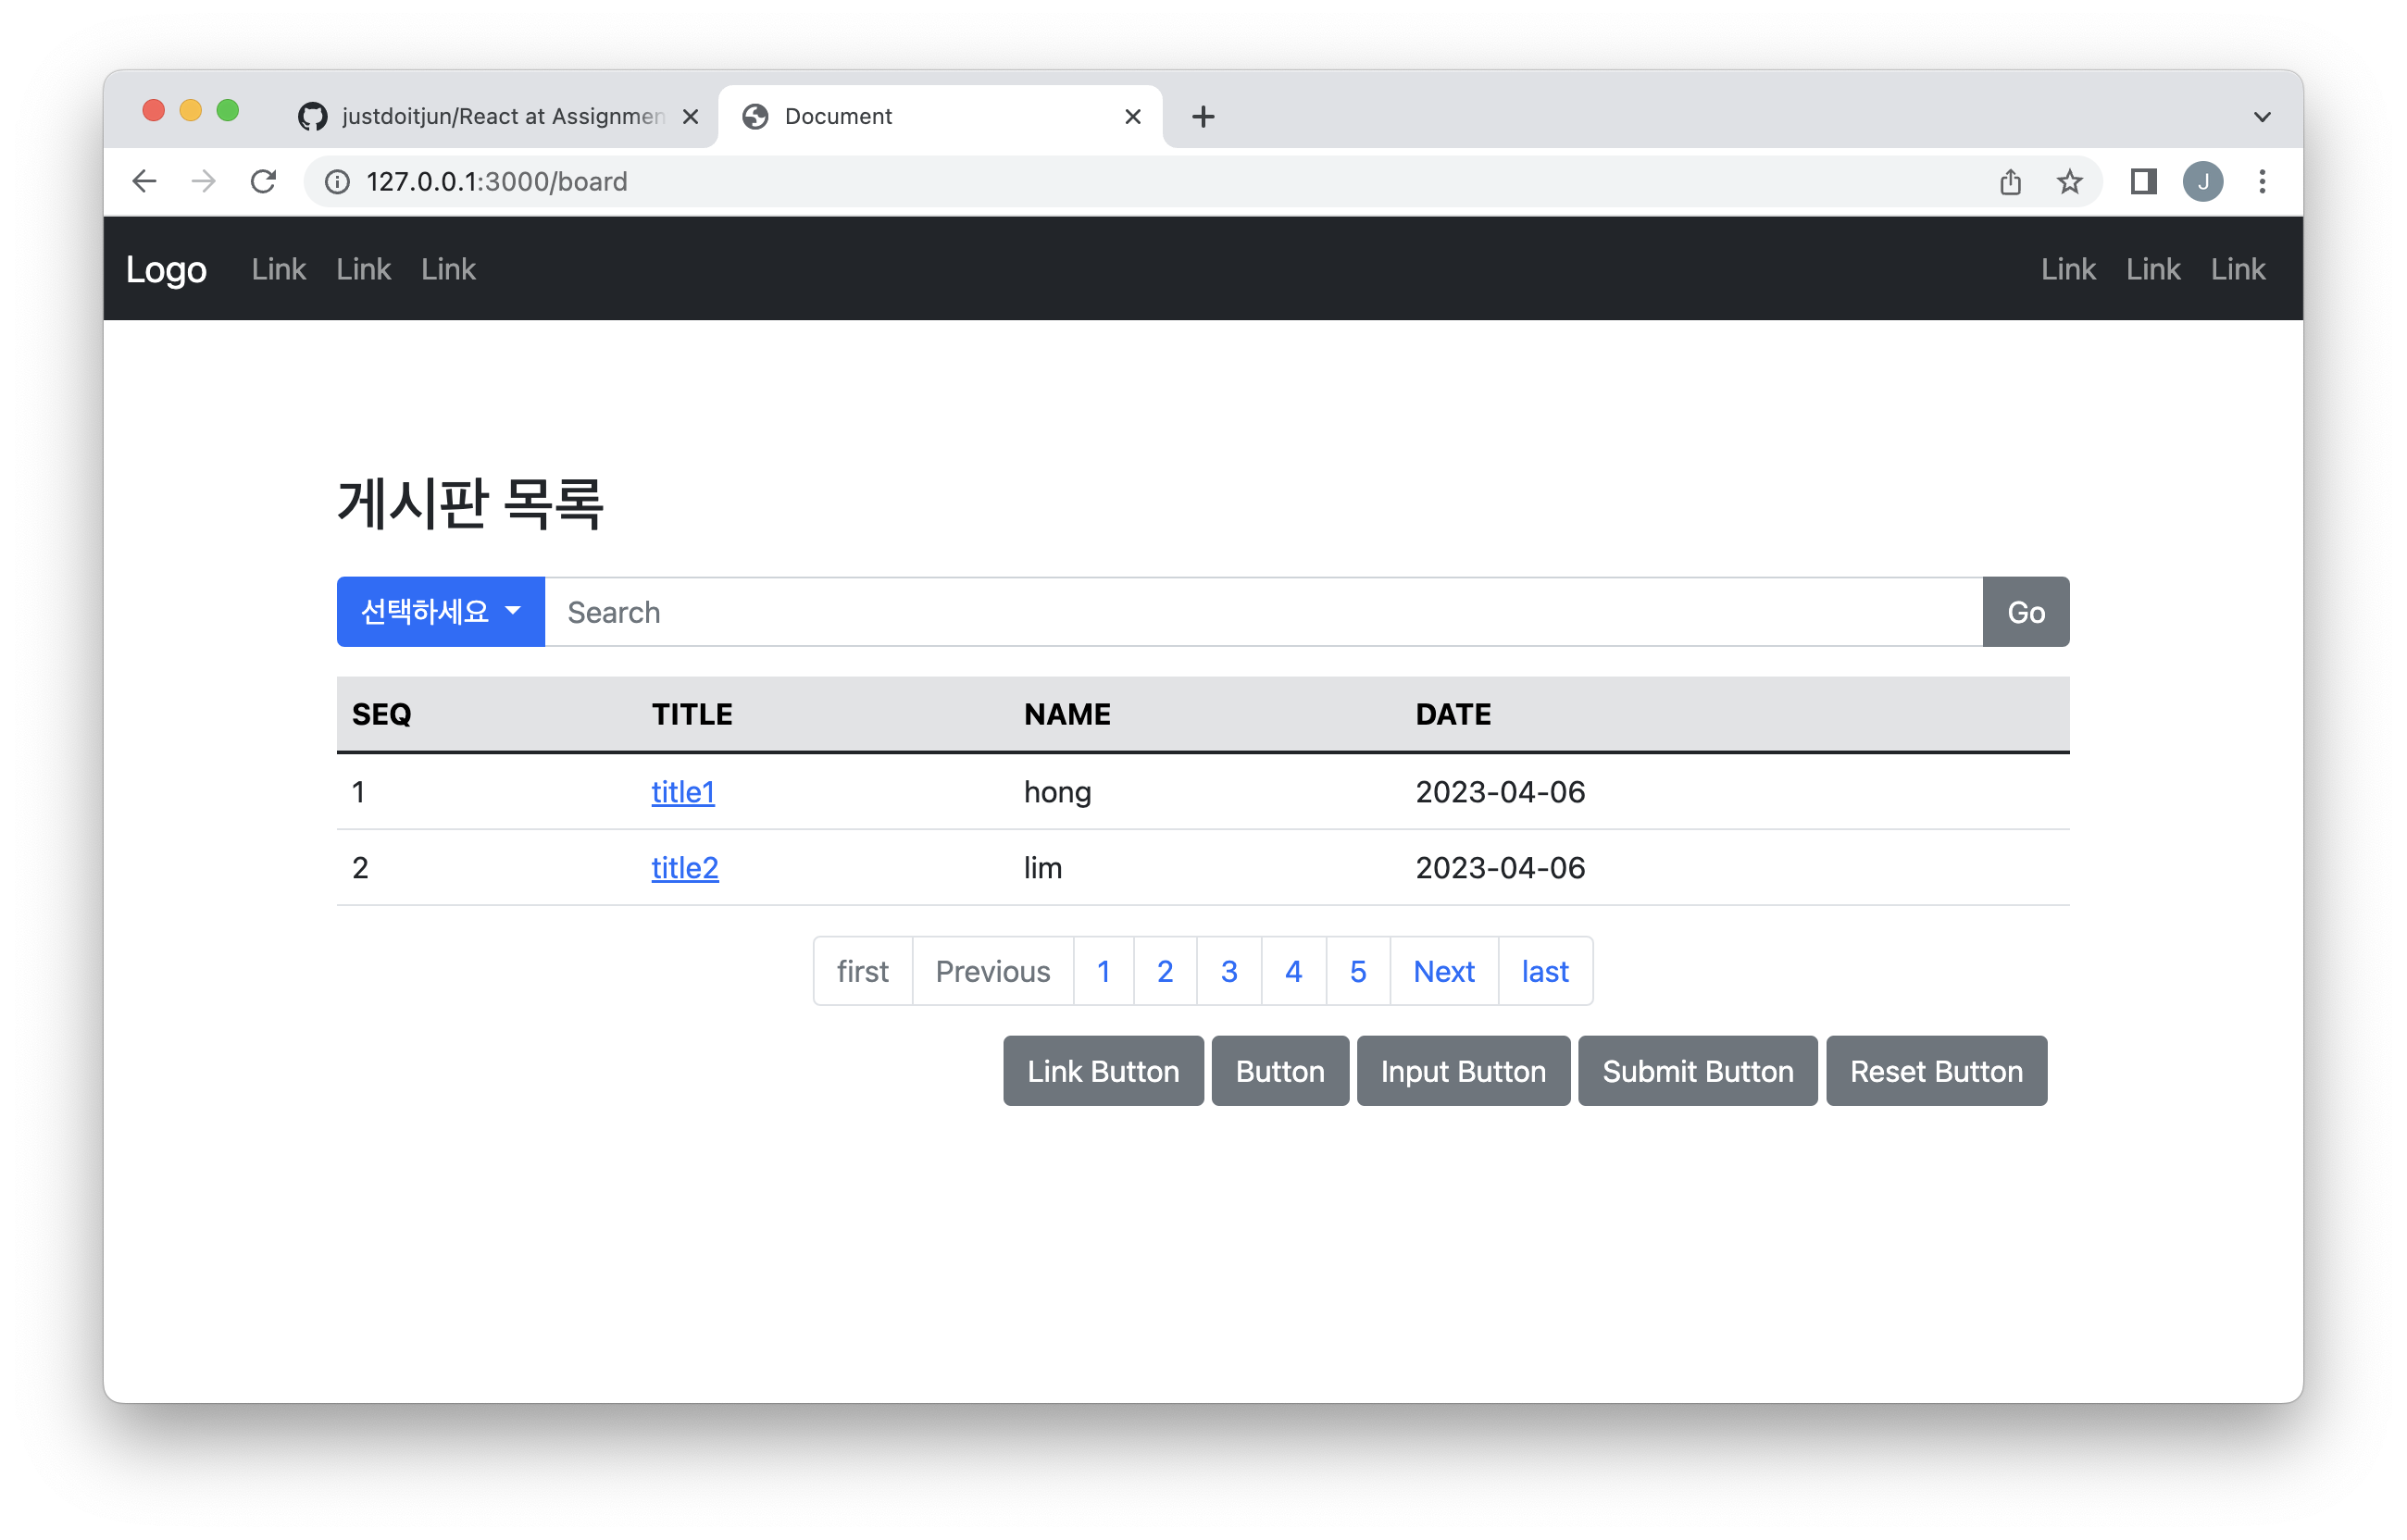 justdoitjun/React at Assignmen
Document
127.0.0.1:3000/board
J
Logo Link Link Link Link Link Link
게시판 목록
선택하세요 Search Go
SEQ TITLE NAME DATE
1 title1 hong 2023-04-06
2 title2 lim 2023-04-06
first Previous 1 2 3 4 5 Next last
Link Button Button Input Button Submit Button Reset Button